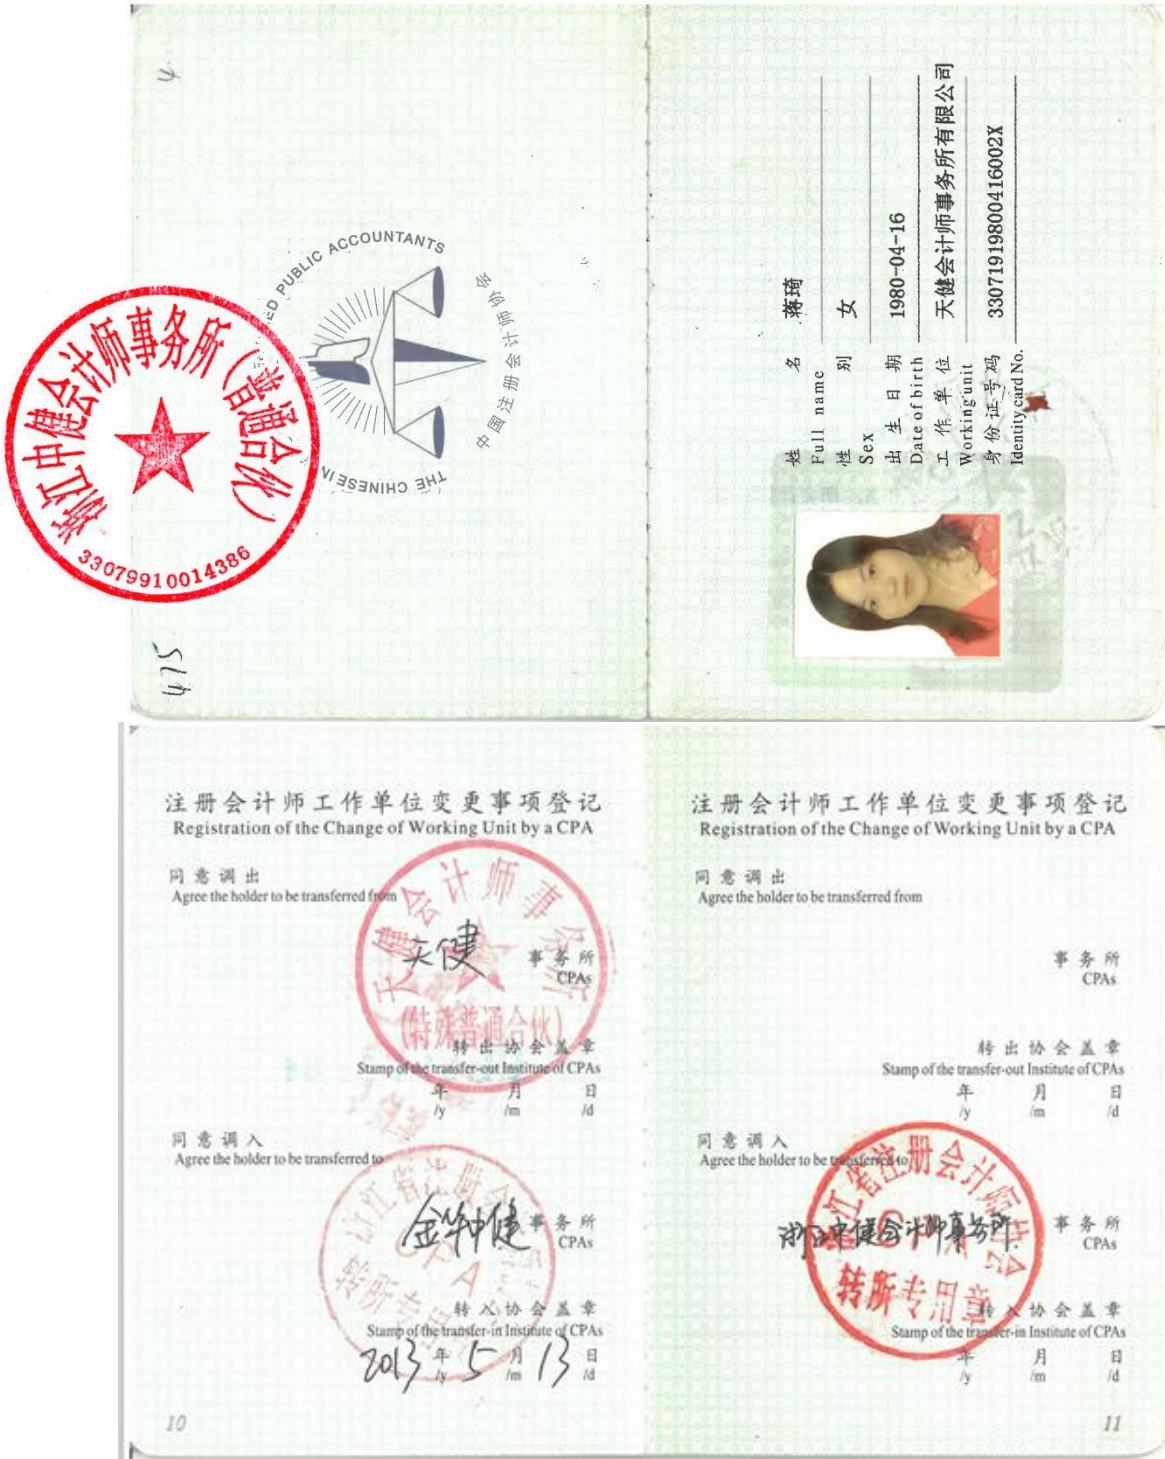 浙江中健会计师事务所（普通合伙）
33079910014386
PUBLIC ACCOUNTANTS
THE CHINESE IN
中国注册会计师协会
475
姓名 蒋琦
Full name
性别 女
Sex
出生日期 1980-04-16
Date of birth
工作单位 天健会计师事务所有限公司
Working unit
身份证号码 33071919800416002X
Identity card No.
注册会计师工作单位变更事项登记
Registration of the Change of Working Unit by a CPA
同意调出
Agree the holder to be transferred from
天健会计师事务所
（特殊普通合伙）
天健 事务所
CPAs
转出协会盖章
Stamp of the transfer-out Institute of CPAs
年 月 日
/y /m /d
同意调入
Agree the holder to be transferred to
金华中健 事务所
CPAs
转入协会盖章
Stamp of the transfer-in Institute of CPAs
2013 年 5 月 13 日
/y /m /d
10
注册会计师工作单位变更事项登记
Registration of the Change of Working Unit by a CPA
同意调出
Agree the holder to be transferred from
事务所
CPAs
转出协会盖章
Stamp of the transfer-out Institute of CPAs
年 月 日
/y /m /d
同意调入
Agree the holder to be transferred to
浙江省注册会计师协会
CPA
转所专用章
浙江中健会计师事务所 事务所
CPAs
转入协会盖章
Stamp of the transfer-in Institute of CPAs
年 月 日
/y /m /d
11